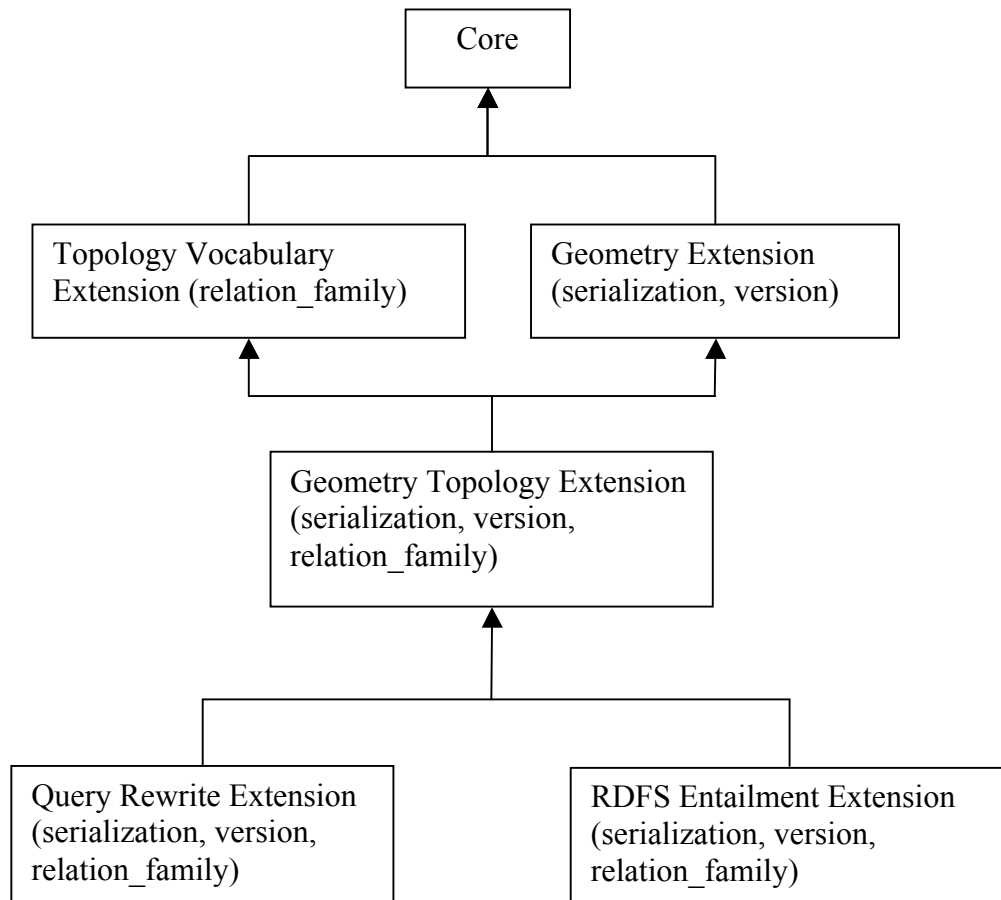 Core
Topology Vocabulary
Extension (relation_family)
Geometry Extension
(serialization, version)
Geometry Topology Extension
(serialization, version,
relation_family)
Query Rewrite Extension
(serialization, version,
relation_family)
RDFS Entailment Extension
(serialization, version,
relation_family)